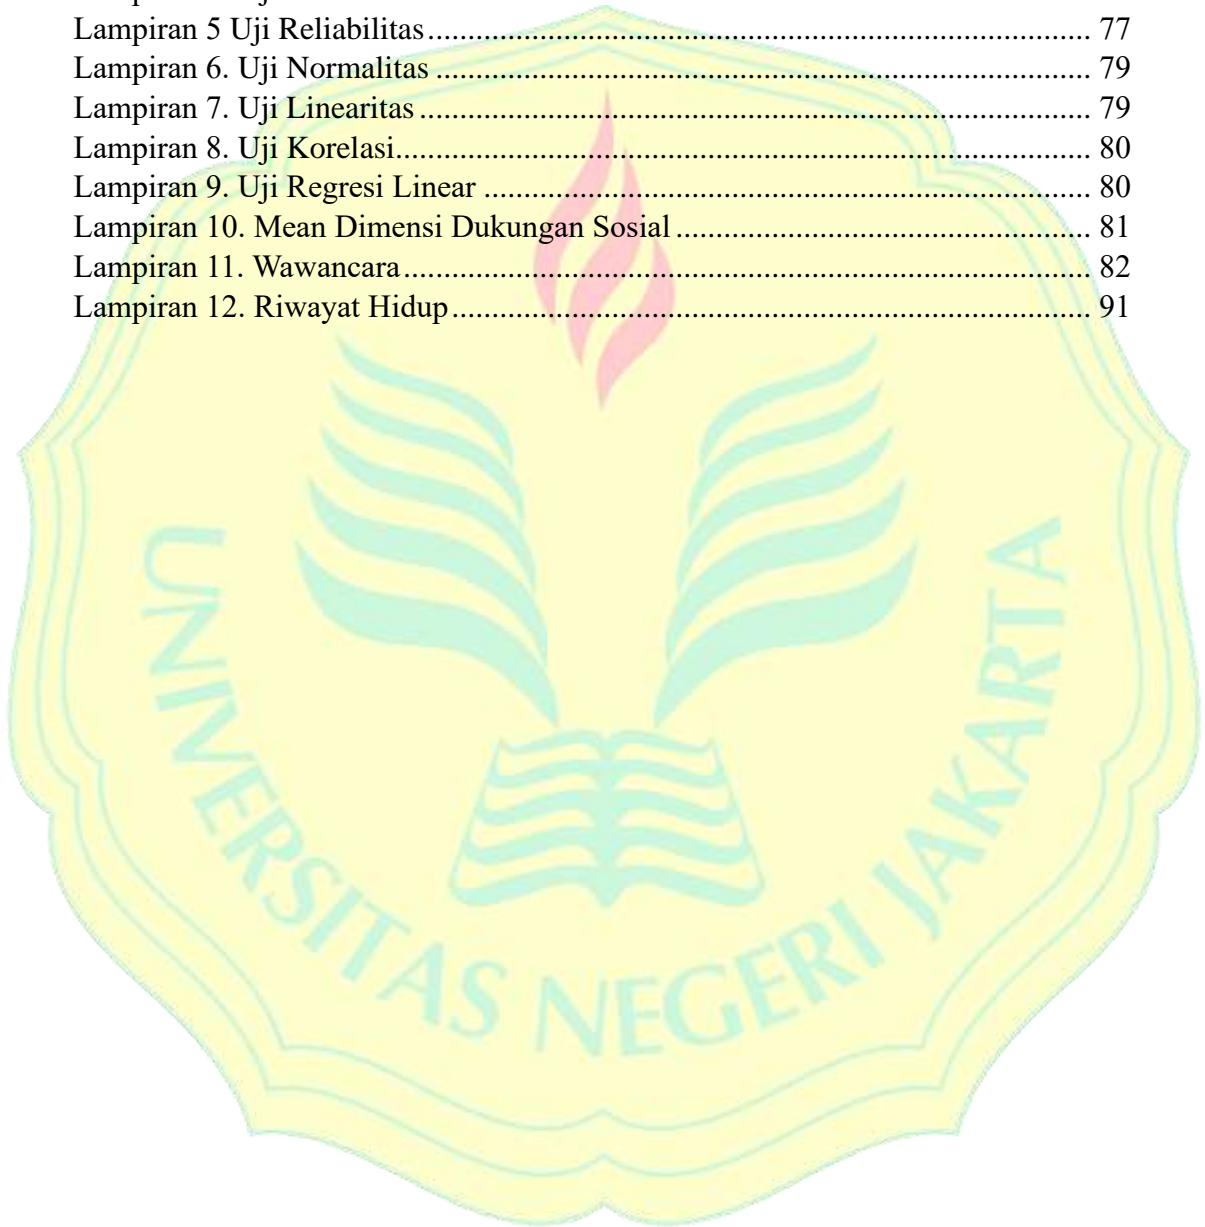 Lampiran 5 Uji Reliabilitas........................................................................................ 77
Lampiran 6. Uji Normalitas ...................................................................................... 79
Lampiran 7. Uji Linearitas ........................................................................................ 79
Lampiran 8. Uji Korelasi........................................................................................... 80
Lampiran 9. Uji Regresi Linear ................................................................................ 80
Lampiran 10. Mean Dimensi Dukungan Sosial ....................................................... 81
Lampiran 11. Wawancara.......................................................................................... 82
Lampiran 12. Riwayat Hidup.................................................................................... 91
UNIVERSITAS NEGERI JAKARTA